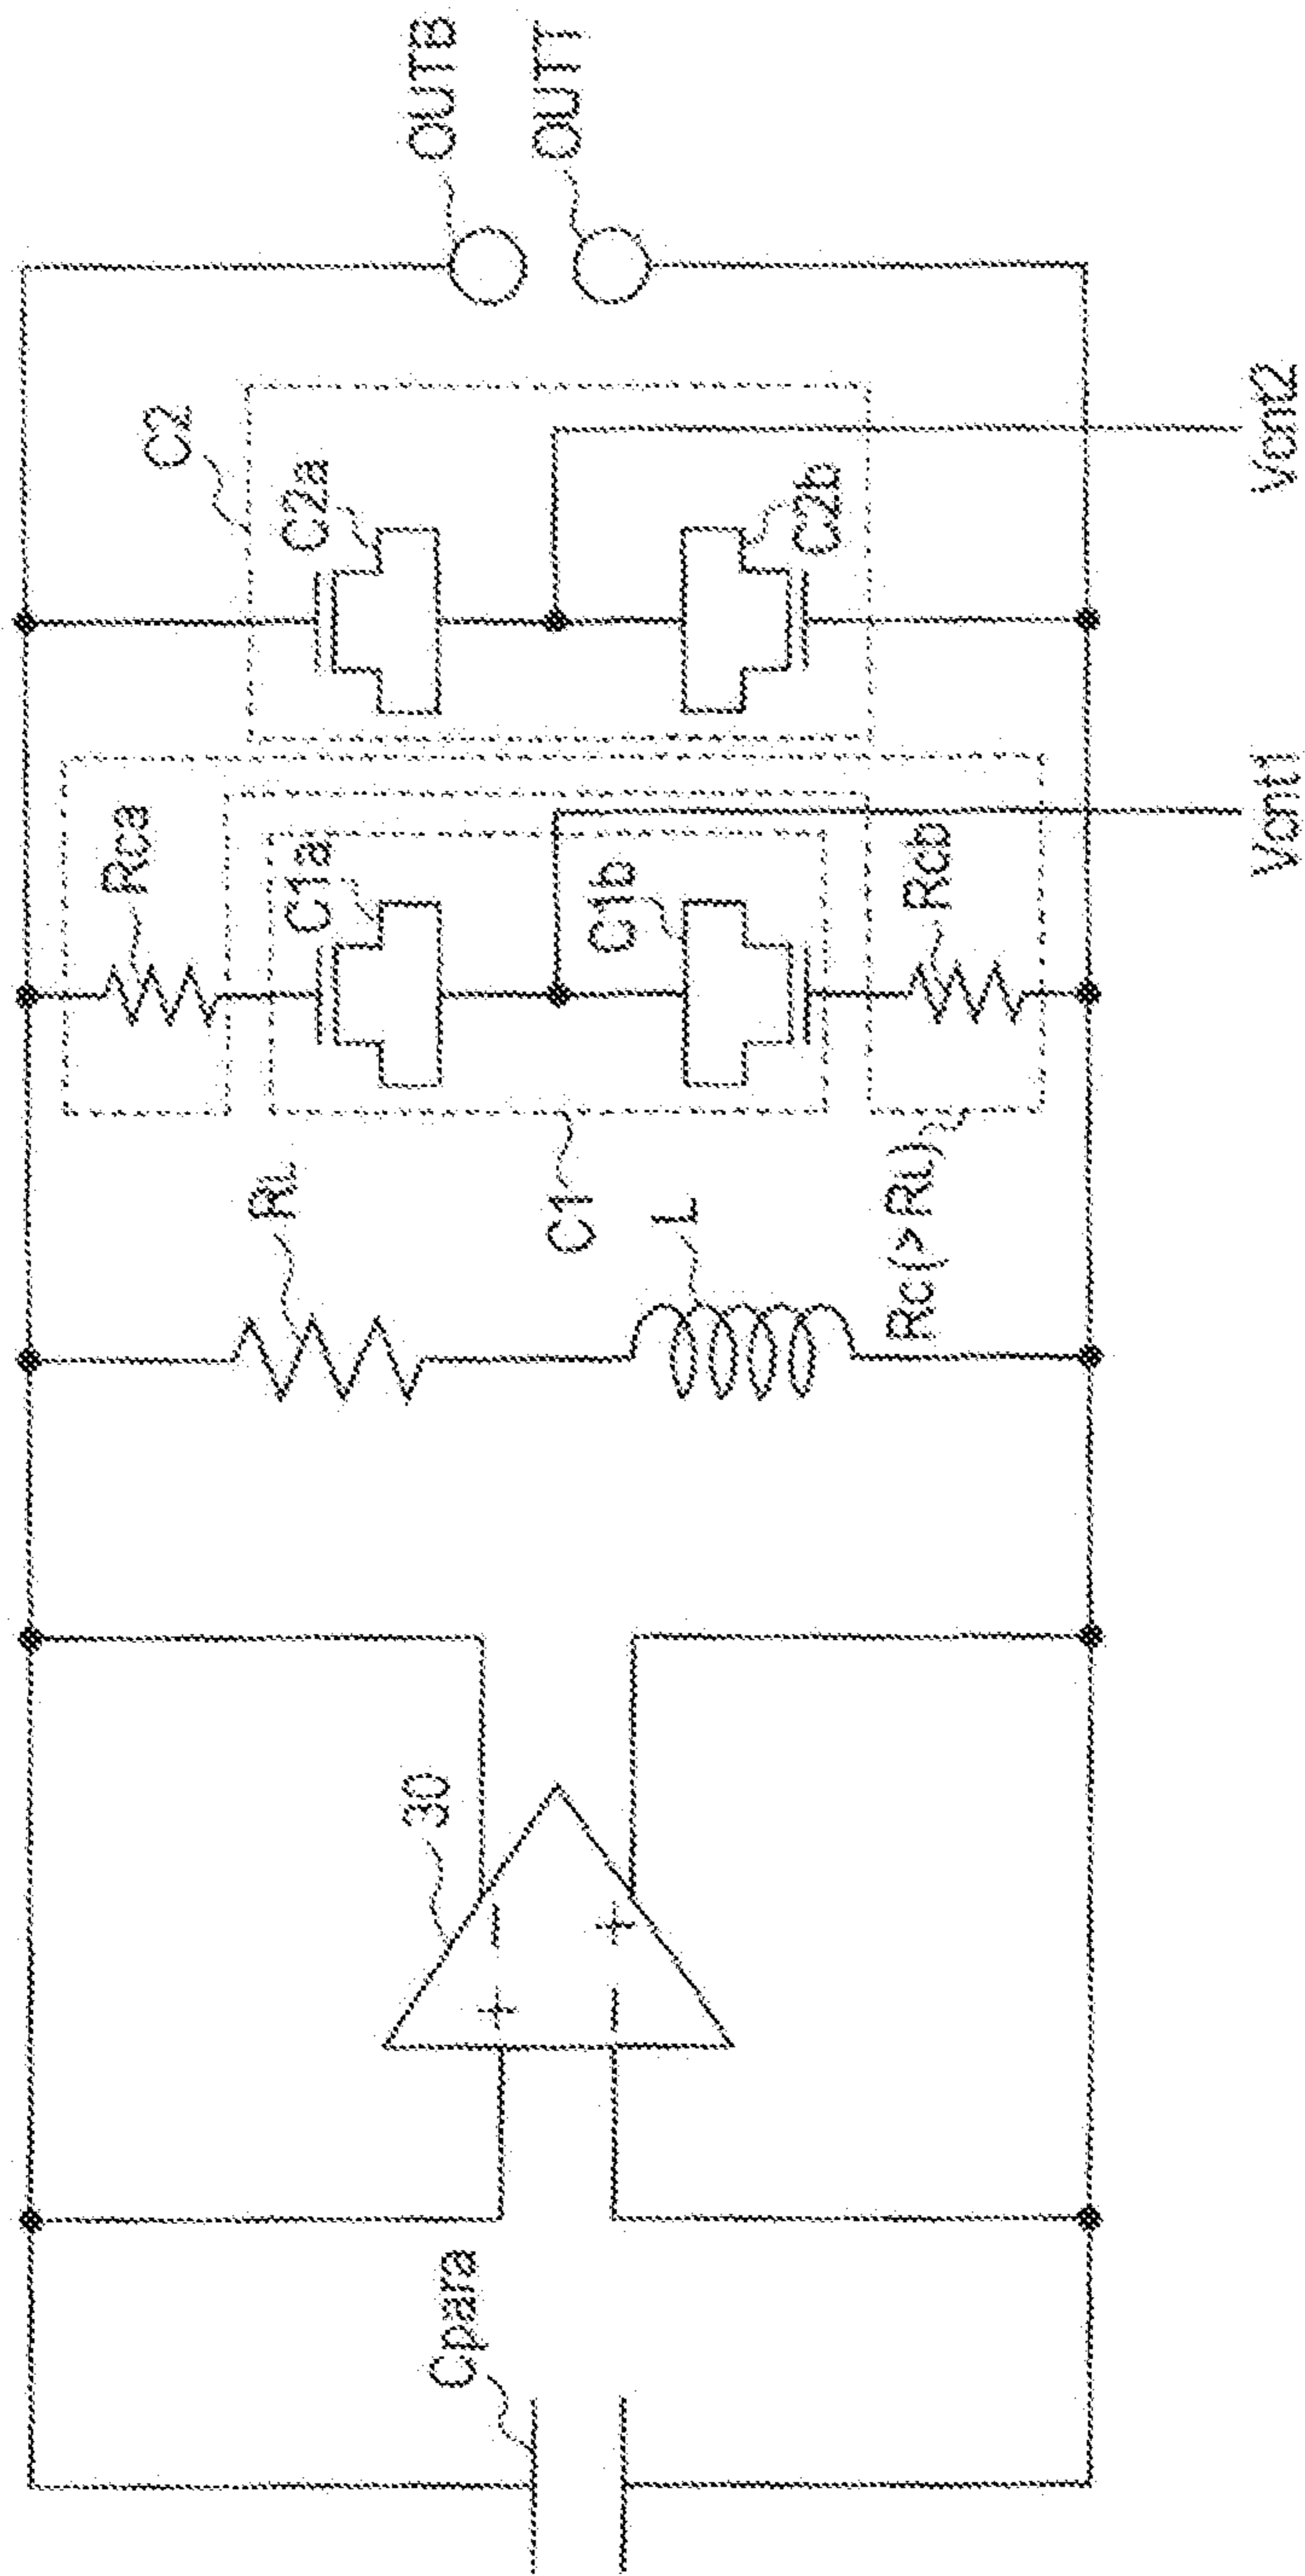 OUTB
OUTT
C2
C2a
C2b
Vcnt2
Rca
C1a
C1b
Rcb
Vcnt1
RL
C1
L
Rc(>RL)
30
+
−
−
+
Cpara